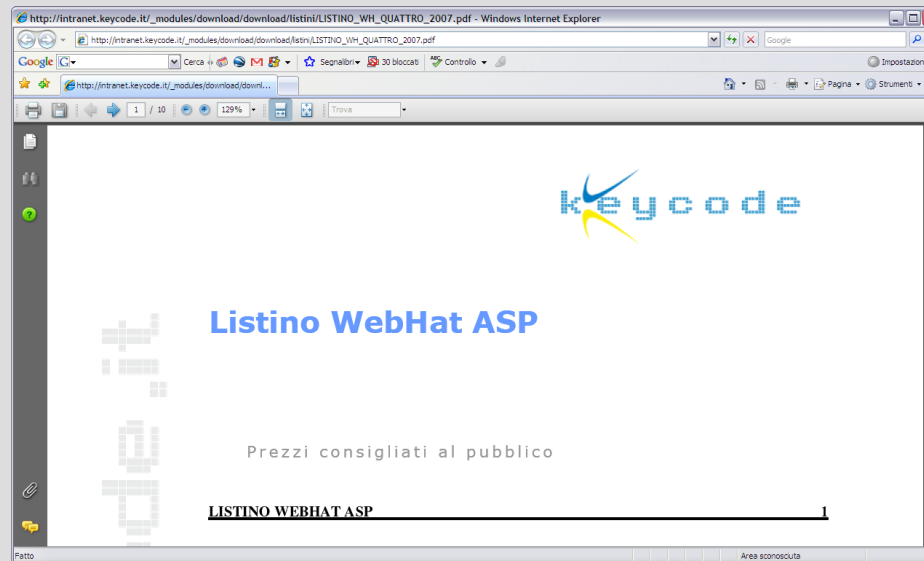 http://intranet.keycode.it/_modules/download/download/listini/LISTINO_WH_QUATTRO_2007.pdf - Windows Internet Explorer
http://intranet.keycode.it/_modules/download/download/listini/LISTINO_WH_QUATTRO_2007.pdf Google
Google G Cerca Segnalibri 30 bloccati ABC Controllo Impostazion
http://intranet.keycode.it/_modules/download/downl... Pagina Strumenti
1 / 10 129% Trova
keycode
Listino WebHat ASP
Prezzi consigliati al pubblico
LISTINO WEBHAT ASP 1
Fatto Area sconosciuta